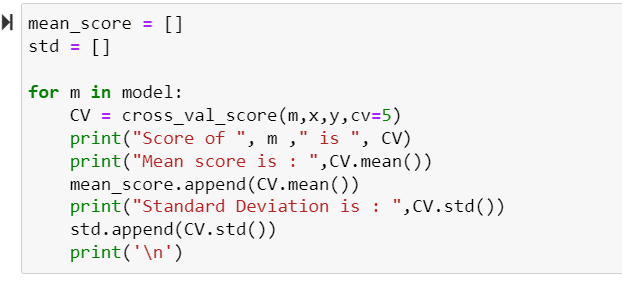 mean_score = []
std = []
for m in model:
    CV = cross_val_score(m,x,y,cv=5)
    print("Score of ", m ," is ", CV)
    print("Mean score is : ",CV.mean())
    mean_score.append(CV.mean())
    print("Standard Deviation is : ",CV.std())
    std.append(CV.std())
    print('\n')